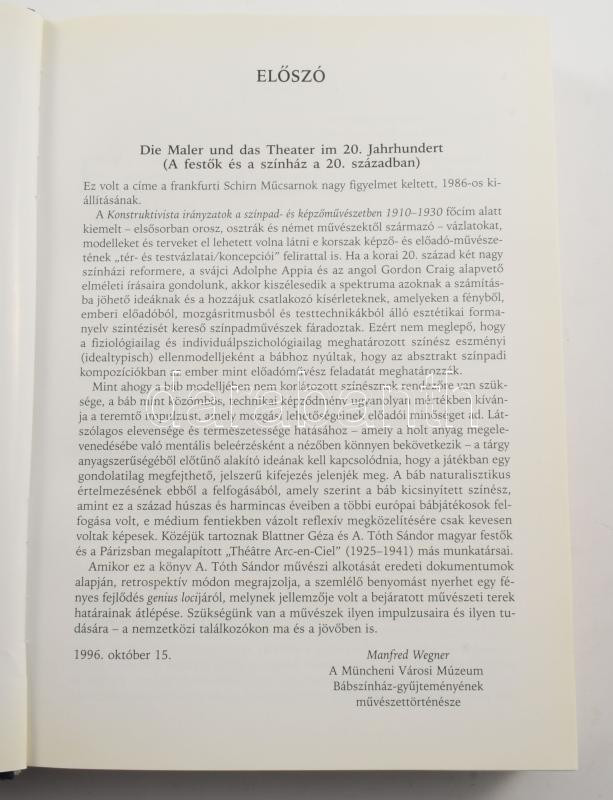 ELŐSZÓ
Die Maler und das Theater im 20. Jahrhundert
(A festők és a színház a 20. században)
Ez volt a címe a frankfurti Schirn Műcsarnok nagy figyelmet keltett, 1986-os ki-
állításának.
A Konstruktivista irányzatok a színpad- és képzőművészetben 1910–1930 főcím alatt
kiemelt – elsősorban orosz, osztrák és német művészektől származó – vázlatokat,
modelleket és terveket el lehetett volna látni e korszak képző- és előadó-művésze-
tének „tér- és testvázlatai/koncepciói” felirattal is. Ha a korai 20. század két nagy
színházi reformere, a svájci Adolphe Appia és az angol Gordon Craig alapvető
elméleti írásaira gondolunk, akkor kiszélesedik a spektruma azoknak a számítás-
ba jöhető ideáknak és a hozzájuk csatlakozó kísérleteknek, amelyeken a fényből,
emberi előadóból, mozgásritmusból és testtechnikákból álló esztétikai forma-
nyelv szintézisét kereső színpadművészek fáradoztak. Ezért nem meglepő, hogy
a fiziológiailag és individuálpszichológiailag meghatározott színész eszményi
(idealtypisch) ellenmodelljeként a bábhoz nyúltak, hogy az absztrakt színpadi
kompozíciókban az ember mint előadóművész feladatát meghatározzák.
Mint ahogy a báb modelljében nem korlátozott színésznek rendezőre van szük-
sége, a báb mint közömbös, technikai képződmény ugyanolyan mértékben kíván-
ja a teremtő impulzust, amely mozgás lehetőségeinek előadói minőséget ad. Lát-
szólagos elevensége és természetessége hatásához – amely a holt anyag megele-
venedésébe való mentális beleérzésként a nézőben könnyen bekövetkezik – a tárgy
anyagszerűségéből előtűnő alakító ideának kell kapcsolódnia, hogy a játékban egy
gondolatilag megfejthető, jelszerű kifejezés jelenjék meg. A báb naturalisztikus
értelmezésének ebből a felfogásából, amely szerint a báb kicsinyített színész,
amint ez a század húszas és harmincas éveiben a többi európai bábjátékosok fel-
fogása volt, e médium fentiekben vázolt reflexív megközelítésére csak kevesen
voltak képesek. Közéjük tartoznak Blattner Géza és A. Tóth Sándor magyar festők
és a Párizsban megalapított „Théâtre Arc-en-Ciel” (1925–1941) más munkatársai.
Amikor ez a könyv A. Tóth Sándor művészi alkotását eredeti dokumentumok
alapján, retrospektív módon megrajzolja, a szemlélő benyomást nyerhet egy fé-
nyes fejlődés genius locijáról, melynek jellemzője volt a bejáratott művészeti terek
határainak átlépése. Szükségünk van a művészek ilyen impulzusaira és ilyen tu-
dására – a nemzetközi találkozókon ma és a jövőben is.
1996. október 15.
Manfred Wegner
A Müncheni Városi Múzeum
Bábszínház-gyűjteményének
művészettörténésze
darabanth